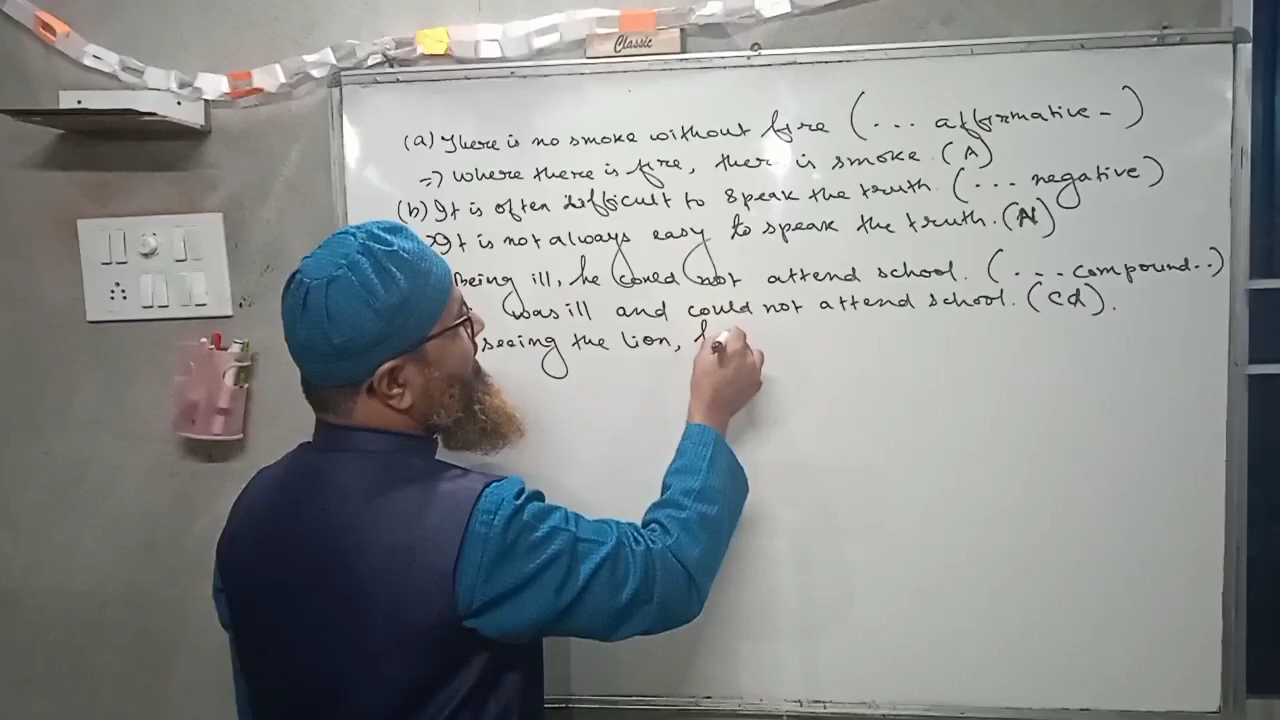 Classic
(a) There is no smoke without fire (... affirmative-)
=> Where there is fire, there is smoke. (A)
(b) It is often difficult to speak the truth. (... negative)
It is not always easy to speak the truth. (N)
Being ill, he could not attend school. (... compound..)
was ill and could not attend school. (cd).
seeing the lion,